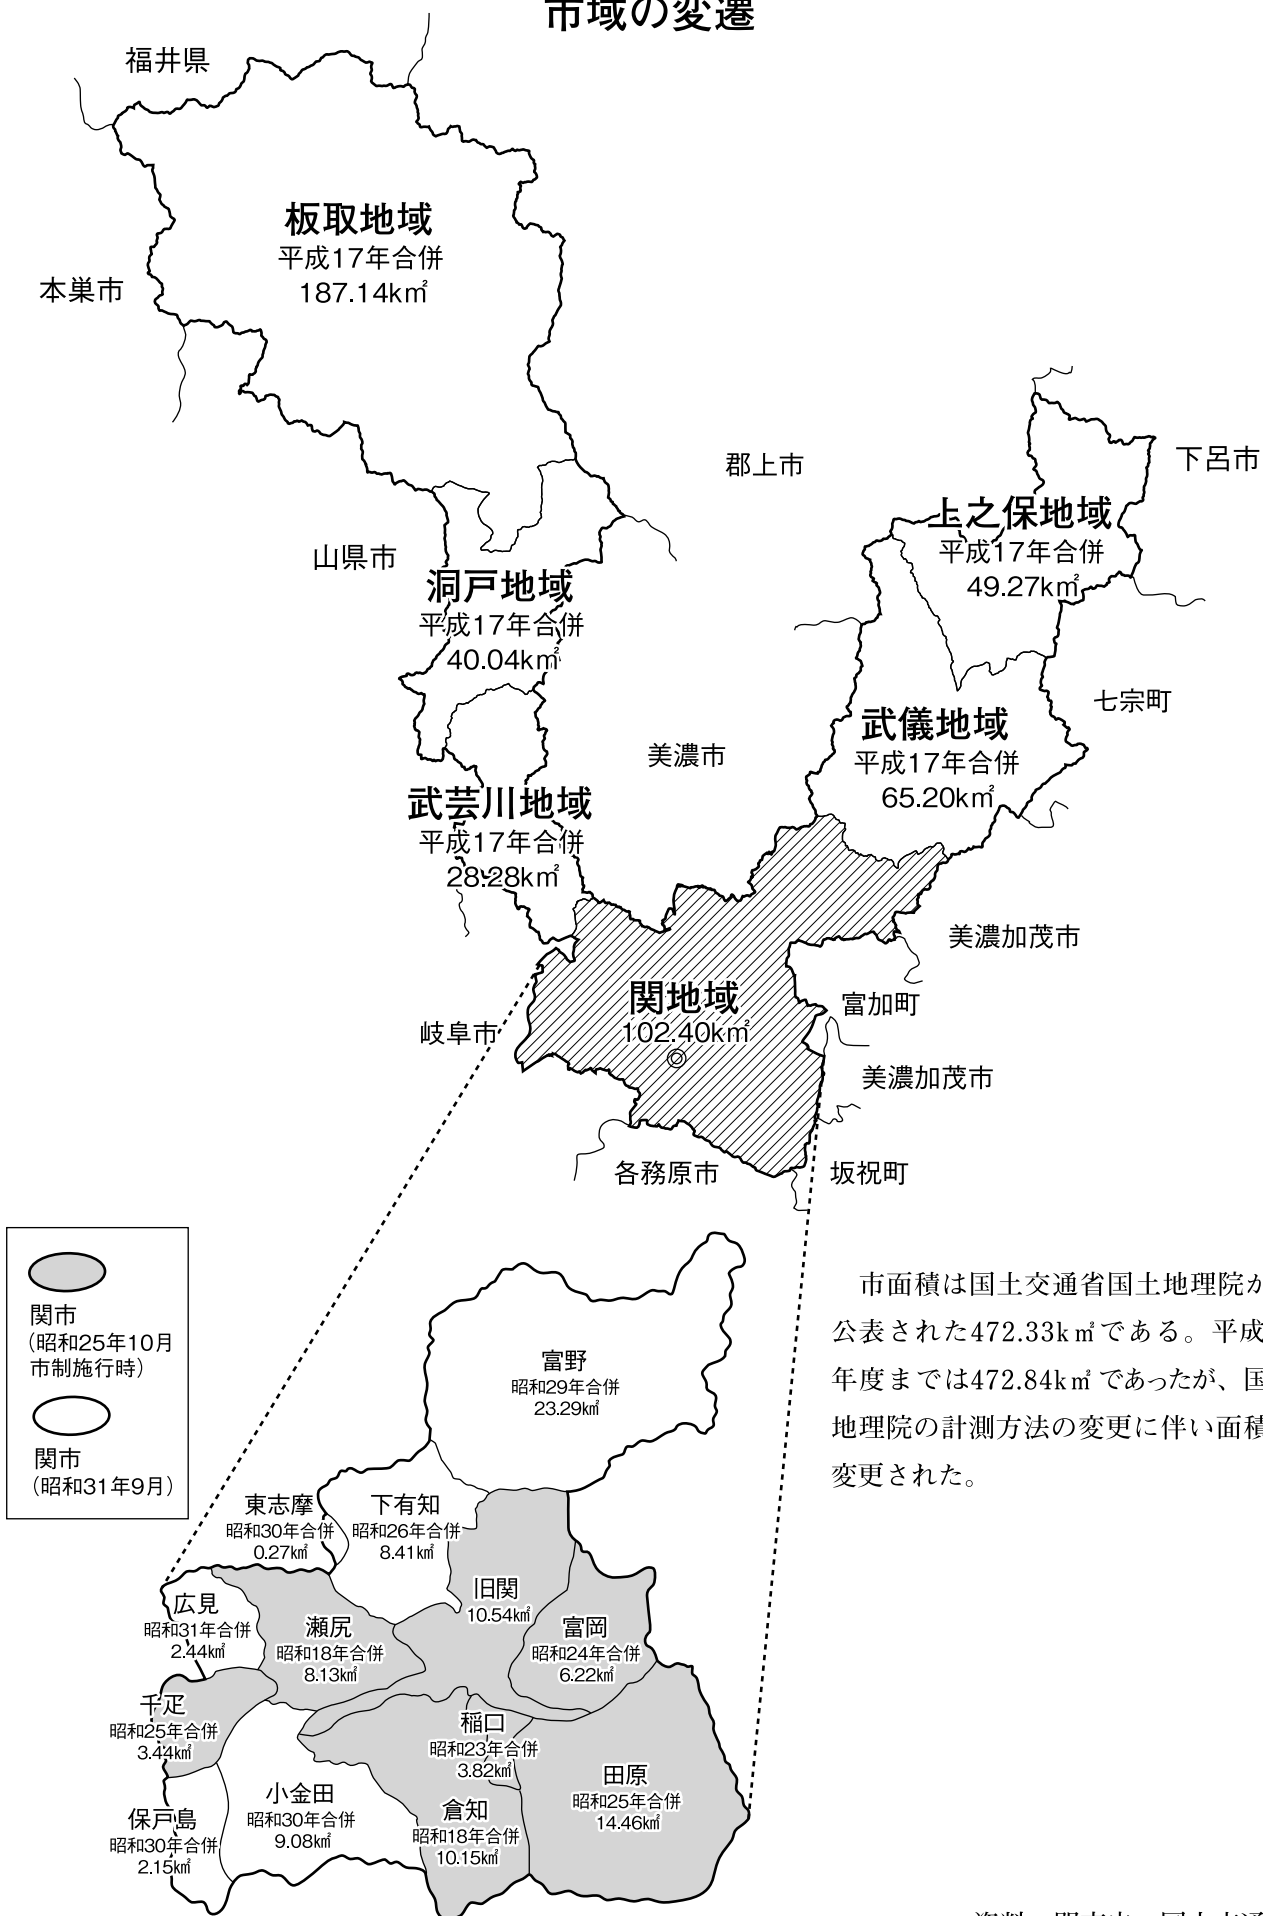 市域の変遷
福井県
板取地域
平成17年合併
187.14k㎡
本巣市
郡上市
下呂市
上之保地域
平成17年合併
49.27k㎡
山県市
洞戸地域
平成17年合併
40.04k㎡
七宗町
武儀地域
平成17年合併
65.20k㎡
美濃市
武芸川地域
平成17年合併
28.28k㎡
美濃加茂市
関地域
102.40k㎡
富加町
岐阜市
美濃加茂市
各務原市
坂祝町
関市
(昭和25年10月
市制施行時)
関市
(昭和31年9月)
市面積は国土交通省国土地理院か
公表された472.33k㎡である。平成
年度までは472.84k㎡であったが、国
地理院の計測方法の変更に伴い面積
変更された。
富野
昭和29年合併
23.29k㎡
東志摩
昭和30年合併
0.27k㎡
下有知
昭和26年合併
8.41k㎡
旧関
10.54k㎡
広見
昭和31年合併
2.44k㎡
瀬尻
昭和18年合併
8.13k㎡
富岡
昭和24年合併
6.22k㎡
千疋
昭和25年合併
3.44k㎡
稲口
昭和23年合併
3.82k㎡
田原
昭和25年合併
14.46k㎡
小金田
昭和30年合併
9.08k㎡
倉知
昭和18年合併
10.15k㎡
保戸島
昭和30年合併
2.15k㎡